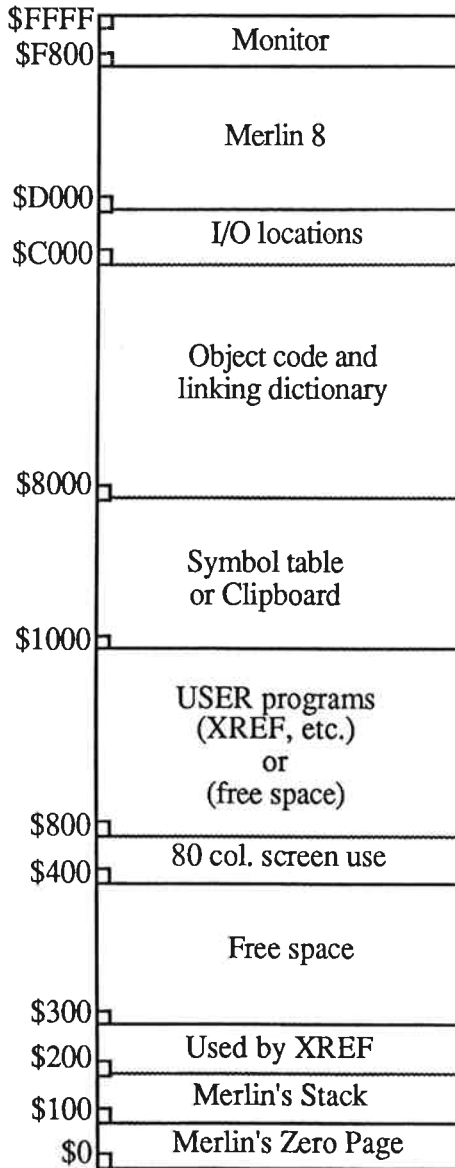 $FFFF
Monitor
$F800
Merlin 8
$D000
I/O locations
$C000
Object code and
linking dictionary
$8000
Symbol table
or Clipboard
$1000
USER programs
(XREF, etc.)
or
(free space)
$800
80 col. screen use
$400
Free space
$300
Used by XREF
$200
Merlin's Stack
$100
Merlin's Zero Page
$0